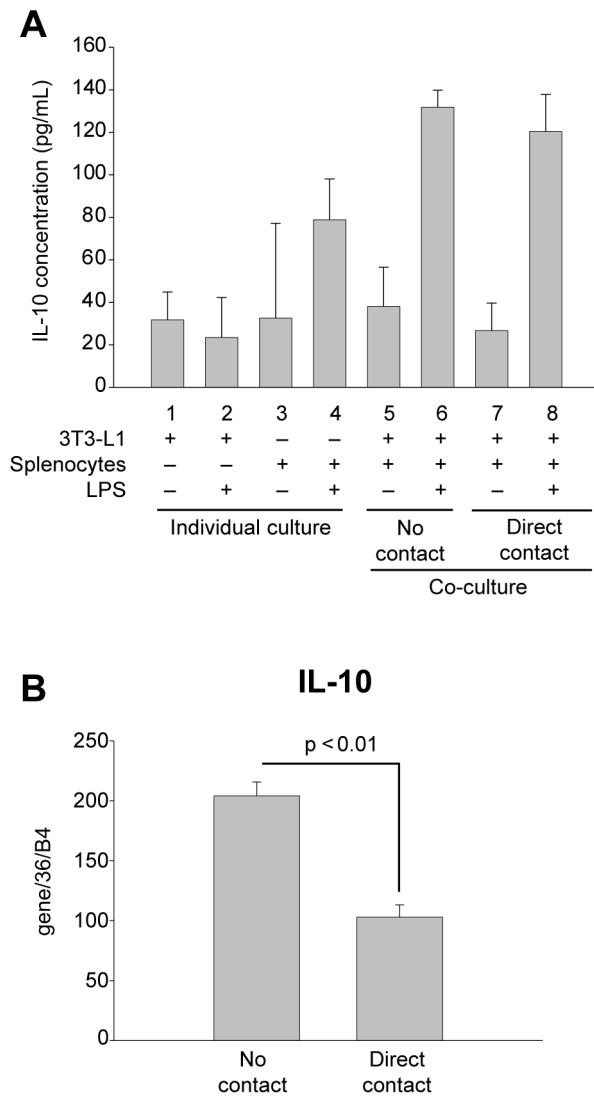 A
160
140
120
100
80
60
40
20
0
IL-10 concentration (pg/mL)
1 2 3 4 5 6 7 8
3T3-L1 + + – – + + + +
Splenocytes – – + + + + + +
LPS – + – + – + – +
Individual culture
No contact
Direct contact
Co-culture
B
IL-10
250
200
150
100
50
0
gene/36/B4
p < 0.01
No contact
Direct contact